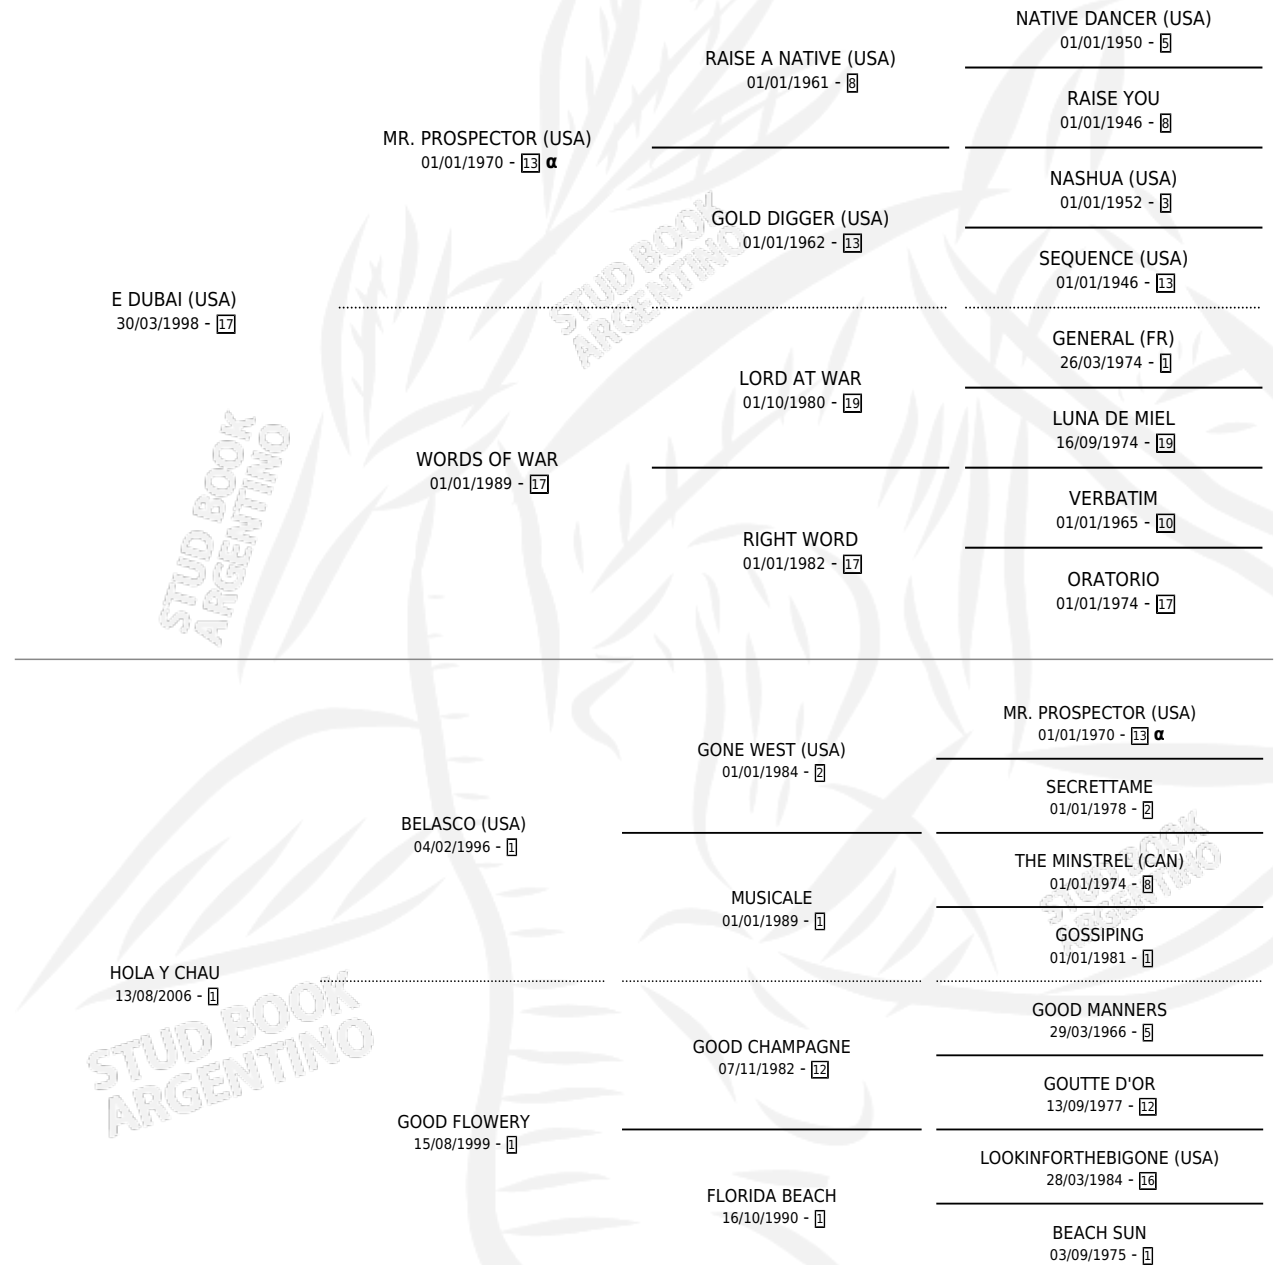 NATIVE DANCER (USA)
01/01/1950 - 5
RAISE A NATIVE (USA)
01/01/1961 - 8
RAISE YOU
01/01/1946 - 8
MR. PROSPECTOR (USA)
01/01/1970 - 13 α
NASHUA (USA)
01/01/1952 - 3
GOLD DIGGER (USA)
01/01/1962 - 13
SEQUENCE (USA)
01/01/1946 - 13
E DUBAI (USA)
30/03/1998 - 17
GENERAL (FR)
26/03/1974 - 1
LORD AT WAR
01/10/1980 - 19
LUNA DE MIEL
16/09/1974 - 19
WORDS OF WAR
01/01/1989 - 17
VERBATIM
01/01/1965 - 10
RIGHT WORD
01/01/1982 - 17
ORATORIO
01/01/1974 - 17
MR. PROSPECTOR (USA)
01/01/1970 - 13 α
GONE WEST (USA)
01/01/1984 - 2
SECRETTAME
01/01/1978 - 2
BELASCO (USA)
04/02/1996 - 1
THE MINSTREL (CAN)
01/01/1974 - 8
MUSICALE
01/01/1989 - 1
GOSSIPING
01/01/1981 - 1
HOLA Y CHAU
13/08/2006 - 1
GOOD MANNERS
29/03/1966 - 5
GOOD CHAMPAGNE
07/11/1982 - 12
GOUTTE D'OR
13/09/1977 - 12
GOOD FLOWERY
15/08/1999 - 1
LOOKINFORTHEBIGONE (USA)
28/03/1984 - 16
FLORIDA BEACH
16/10/1990 - 1
BEACH SUN
03/09/1975 - 1
STUD BOOK
ARGENTINO
STUD BOOK
ARGENTINO
STUD BOOK
ARGENTINO
STUD BOOK
ARGENTINO